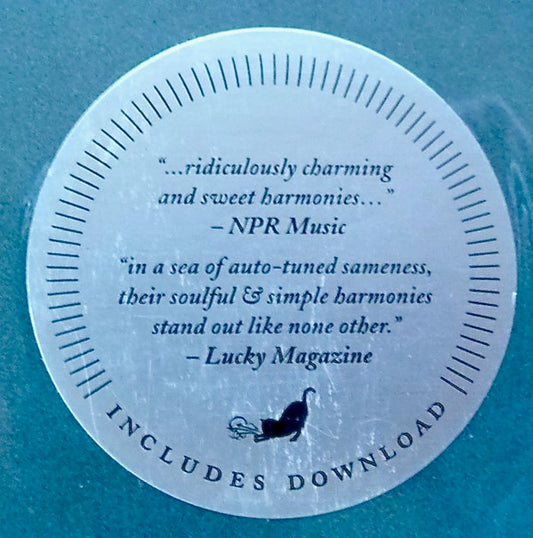 “...ridiculously charming
and sweet harmonies...”
– NPR Music
“in a sea of auto-tuned sameness,
their soulful & simple harmonies
stand out like none other.”
– Lucky Magazine
INCLUDES DOWNLOAD